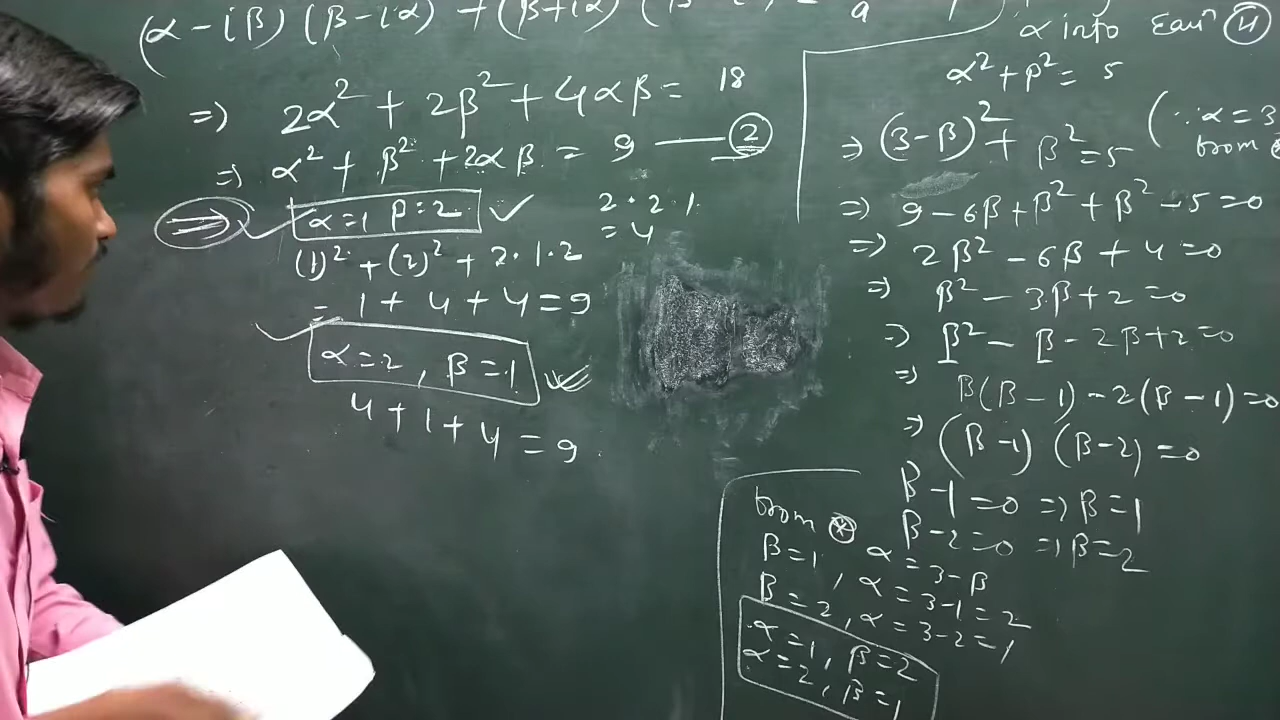 (α - iβ) (β - iα) + (β + iα) (β
=> 2α² + 2β² + 4αβ = 18
=> α² + β² + 2αβ = 9 —— ②
=> α=1 β=2 ✓
2 · 2 · 1
= 4
(1)² + (2)² + 2·1·2
= 1 + 4 + 4 = 9
α = 2 , β = 1
4 + 1 + 4 = 9
α into Equⁿ ④
α² + β² = 5
=> (3-β)² + β² = 5 (∵ α = 3
from ⊛
=> 9 - 6β + β² + β² - 5 = 0
=> 2β² - 6β + 4 = 0
=> β² - 3β + 2 = 0
=> β² - β - 2β + 2 = 0
=> β(β - 1) - 2(β - 1) = 0
=> (β-1) (β-2) = 0
β - 1 = 0 => β = 1
β - 2 = 0 => β = 2
from ⊛ α = 3 - β
β = 1 , α = 3-1 = 2
β = 2 , α = 3-2 = 1
α = 1 , β = 2
α = 2 , β = 1